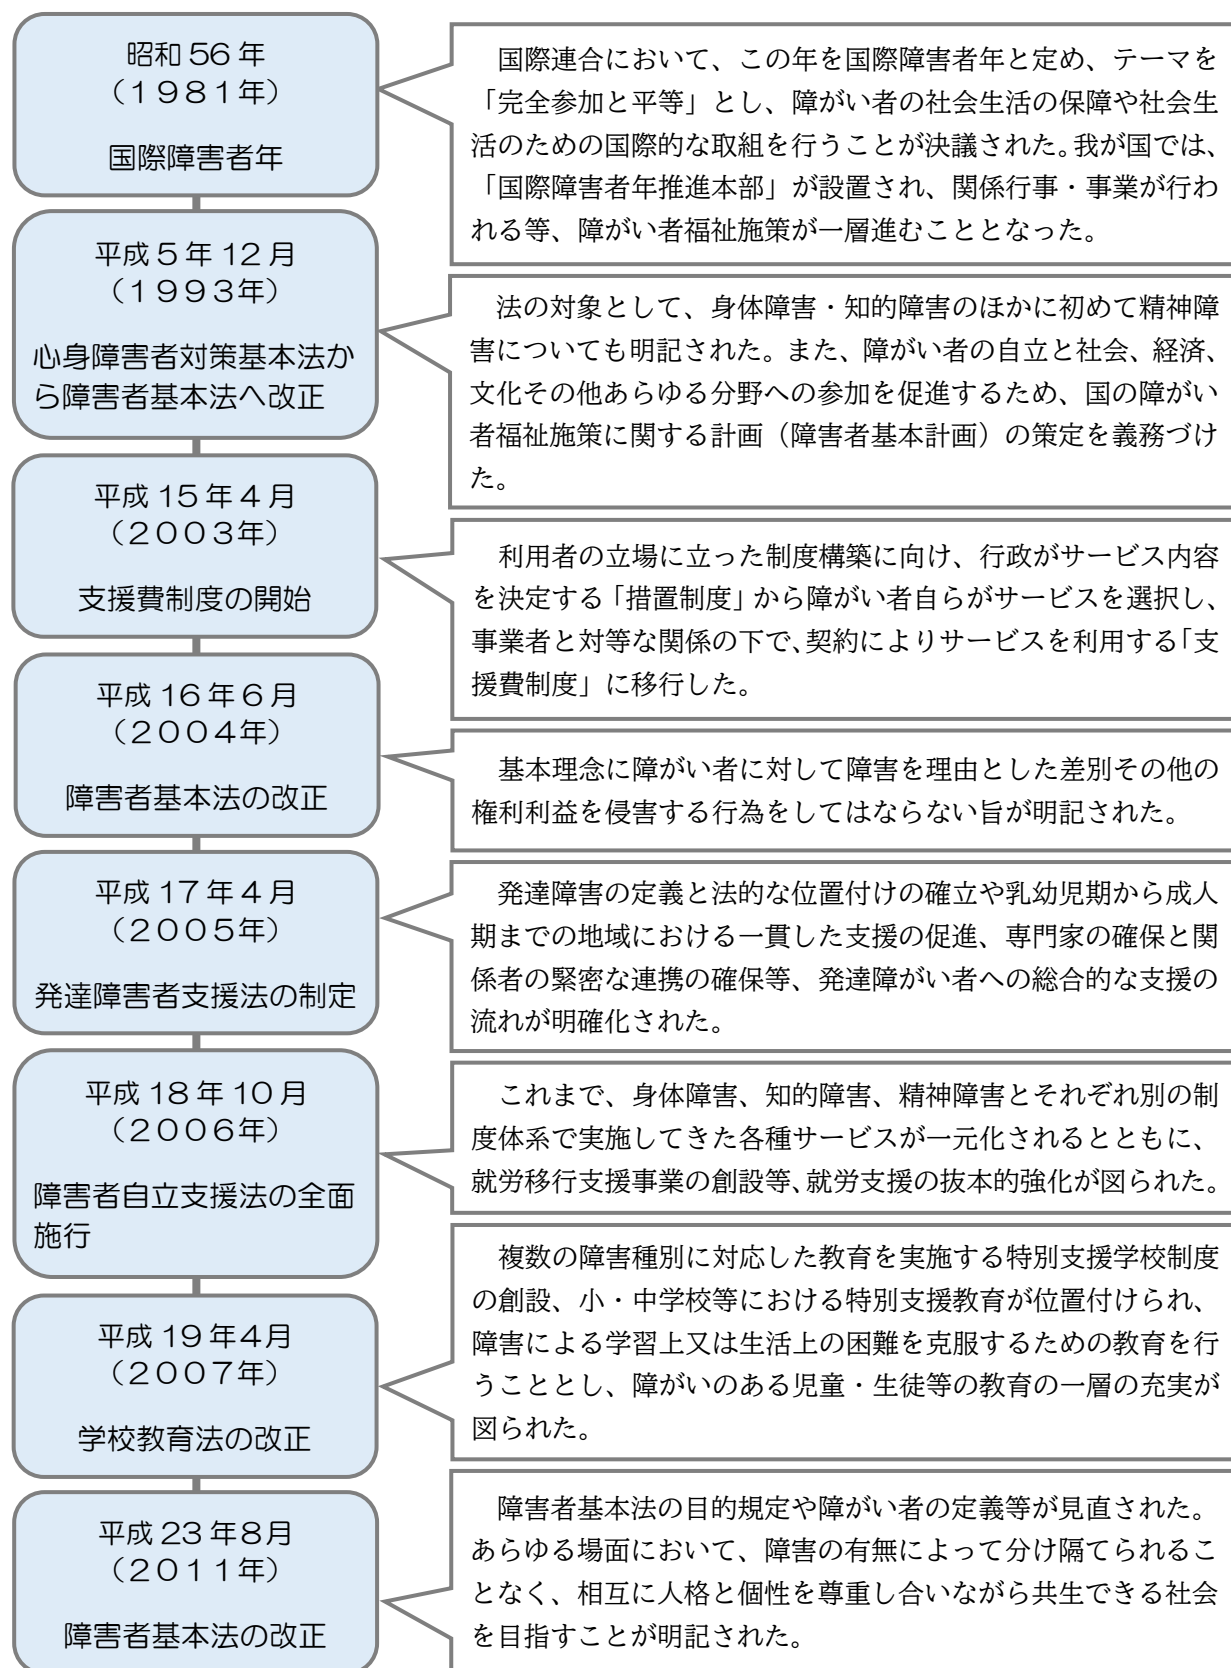 昭和56年
（1981年）
国際障害者年
国際連合において、この年を国際障害者年と定め、テーマを
「完全参加と平等」とし、障がい者の社会生活の保障や社会生
活のための国際的な取組を行うことが決議された。我が国では、
「国際障害者年推進本部」が設置され、関係行事・事業が行わ
れる等、障がい者福祉施策が一層進むこととなった。
平成5年12月
（1993年）
心身障害者対策基本法か
ら障害者基本法へ改正
法の対象として、身体障害・知的障害のほかに初めて精神障
害についても明記された。また、障がい者の自立と社会、経済、
文化その他あらゆる分野への参加を促進するため、国の障がい
者福祉施策に関する計画（障害者基本計画）の策定を義務づけ
た。
平成15年4月
（2003年）
支援費制度の開始
利用者の立場に立った制度構築に向け、行政がサービス内容
を決定する「措置制度」から障がい者自らがサービスを選択し、
事業者と対等な関係の下で、契約によりサービスを利用する「支
援費制度」に移行した。
平成16年6月
（2004年）
障害者基本法の改正
基本理念に障がい者に対して障害を理由とした差別その他の
権利利益を侵害する行為をしてはならない旨が明記された。
平成17年4月
（2005年）
発達障害者支援法の制定
発達障害の定義と法的な位置付けの確立や乳幼児期から成人
期までの地域における一貫した支援の促進、専門家の確保と関
係者の緊密な連携の確保等、発達障がい者への総合的な支援の
流れが明確化された。
平成18年10月
（2006年）
障害者自立支援法の全面
施行
これまで、身体障害、知的障害、精神障害とそれぞれ別の制
度体系で実施してきた各種サービスが一元化されるとともに、
就労移行支援事業の創設等、就労支援の抜本的強化が図られた。
平成19年4月
（2007年）
学校教育法の改正
複数の障害種別に対応した教育を実施する特別支援学校制度
の創設、小・中学校等における特別支援教育が位置付けられ、
障害による学習上又は生活上の困難を克服するための教育を行
うこととし、障がいのある児童・生徒等の教育の一層の充実が
図られた。
平成23年8月
（2011年）
障害者基本法の改正
障害者基本法の目的規定や障がい者の定義等が見直された。
あらゆる場面において、障害の有無によって分け隔てられるこ
となく、相互に人格と個性を尊重し合いながら共生できる社会
を目指すことが明記された。